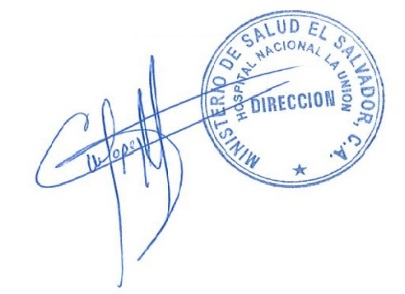 MINISTERIO DE SALUD EL SALVADOR, C.A.
HOSPITAL NACIONAL LA UNION
DIRECCION